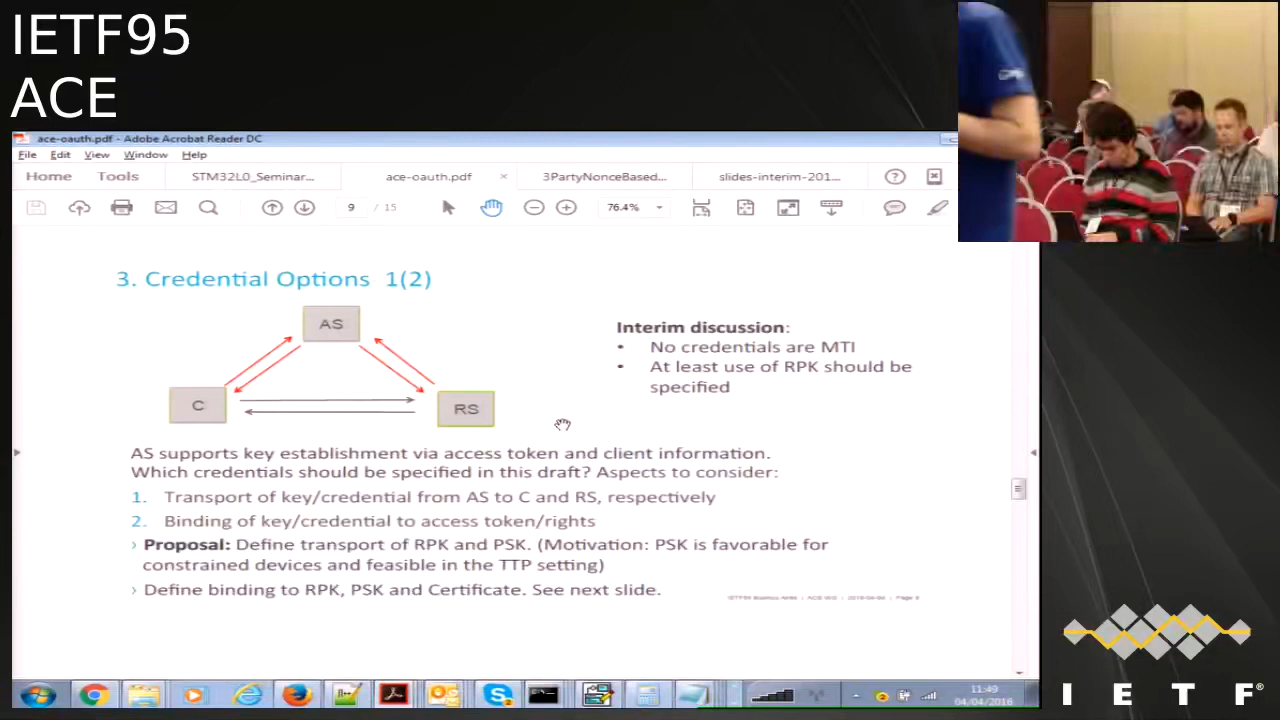 IETF95
ACE
ace-oauth.pdf - Adobe Acrobat Reader DC
File Edit View Window Help
Home Tools STM32L0_Seminar... ace-oauth.pdf × 3PartyNonceBased... slides-interim-201...
9 / 15 76.4%
3. Credential Options 1(2)
AS
C
RS
Interim discussion:
• No credentials are MTI
• At least use of RPK should be
specified
AS supports key establishment via access token and client information.
Which credentials should be specified in this draft? Aspects to consider:
1. Transport of key/credential from AS to C and RS, respectively
2. Binding of key/credential to access token/rights
› Proposal: Define transport of RPK and PSK. (Motivation: PSK is favorable for
constrained devices and feasible in the TTP setting)
› Define binding to RPK, PSK and Certificate. See next slide.
11:49
04/04/2016
I E T F®